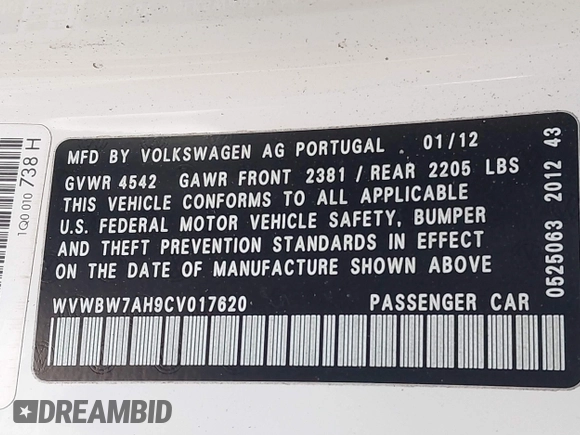 MFD BY VOLKSWAGEN AG PORTUGAL 01/12
GVWR 4542 GAWR FRONT 2381 / REAR 2205 LBS
THIS VEHICLE CONFORMS TO ALL APPLICABLE
U.S. FEDERAL MOTOR VEHICLE SAFETY, BUMPER
AND THEFT PREVENTION STANDARDS IN EFFECT
ON THE DATE OF MANUFACTURE SHOWN ABOVE
WVWBW7AH9CV017620 PASSENGER CAR
0525063 2012 43
1Q0 010 738 H
DREAMBID